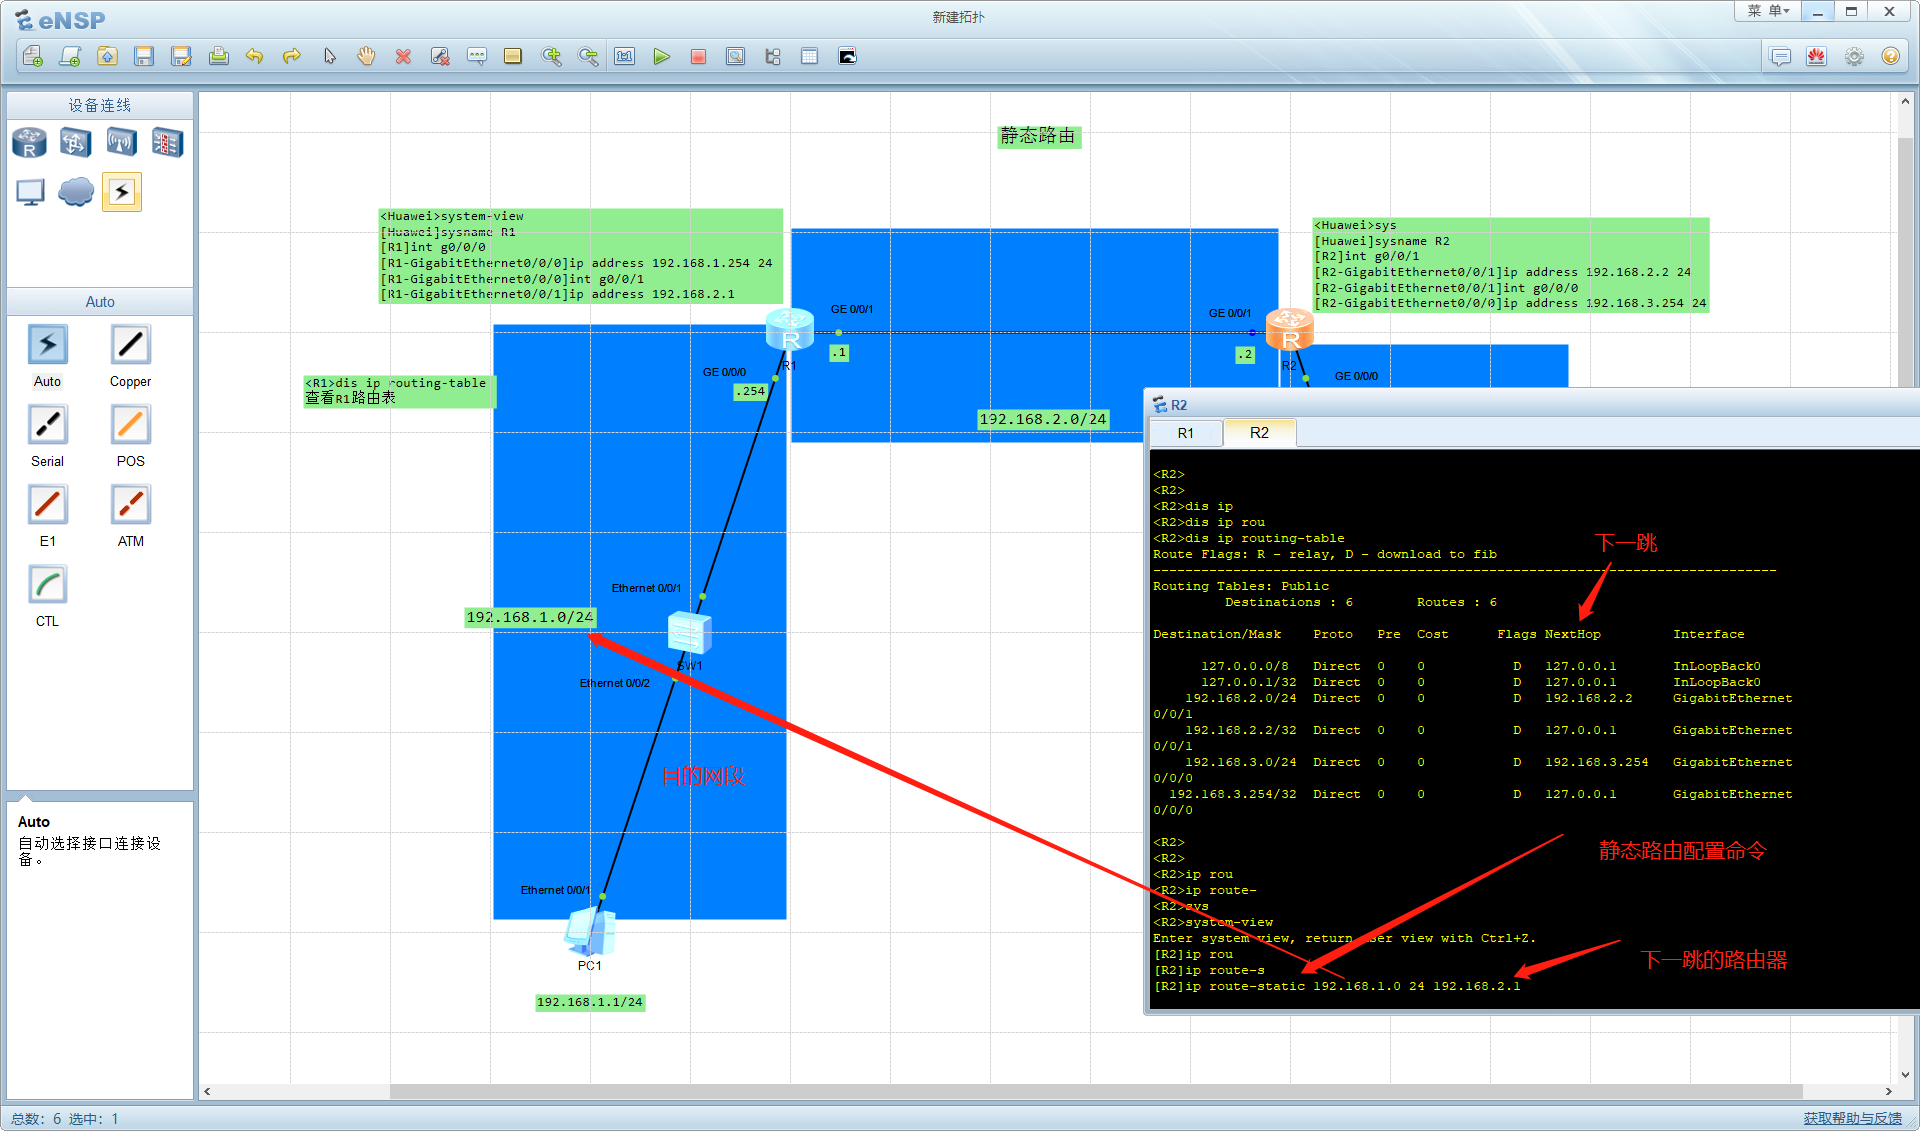 eNSP
新建拓扑
菜 单
设备连线
Auto
Auto
Copper
Serial
POS
E1
ATM
CTL
Auto
自动选择接口连接设
备。
静态路由
<Huawei>system-view
[Huawei]sysname R1
[R1]int g0/0/0
[R1-GigabitEthernet0/0/0]ip address 192.168.1.254 24
[R1-GigabitEthernet0/0/0]int g0/0/1
[R1-GigabitEthernet0/0/1]ip address 192.168.2.1
<Huawei>sys
[Huawei]sysname R2
[R2]int g0/0/1
[R2-GigabitEthernet0/0/1]ip address 192.168.2.2 24
[R2-GigabitEthernet0/0/1]int g0/0/0
[R2-GigabitEthernet0/0/0]ip address 192.168.3.254 24
<R1>dis ip routing-table
查看R1路由表
GE 0/0/1
GE 0/0/1
R
R
.1
.2
R1
R2
GE 0/0/0
GE 0/0/0
.254
192.168.2.0/24
Ethernet 0/0/1
192.168.1.0/24
SW1
Ethernet 0/0/2
目的网段
Ethernet 0/0/1
PC1
192.168.1.1/24
R2
R1
R2
<R2>
<R2>
<R2>dis ip
<R2>dis ip rou
<R2>dis ip routing-table
Route Flags: R - relay, D - download to fib
------------------------------------------------------------------------------
Routing Tables: Public
Destinations : 6 Routes : 6
Destination/Mask Proto Pre Cost Flags NextHop Interface
127.0.0.0/8 Direct 0 0 D 127.0.0.1 InLoopBack0
127.0.0.1/32 Direct 0 0 D 127.0.0.1 InLoopBack0
192.168.2.0/24 Direct 0 0 D 192.168.2.2 GigabitEthernet
0/0/1
192.168.2.2/32 Direct 0 0 D 127.0.0.1 GigabitEthernet
0/0/1
192.168.3.0/24 Direct 0 0 D 192.168.3.254 GigabitEthernet
0/0/0
192.168.3.254/32 Direct 0 0 D 127.0.0.1 GigabitEthernet
0/0/0
<R2>
<R2>
<R2>ip rou
<R2>ip route-
<R2>sys
<R2>system-view
Enter system view, return user view with Ctrl+Z.
[R2]ip rou
[R2]ip route-s
[R2]ip route-static 192.168.1.0 24 192.168.2.1
下一跳
静态路由配置命令
下一跳的路由器
总数: 6 选中: 1
获取帮助与反馈